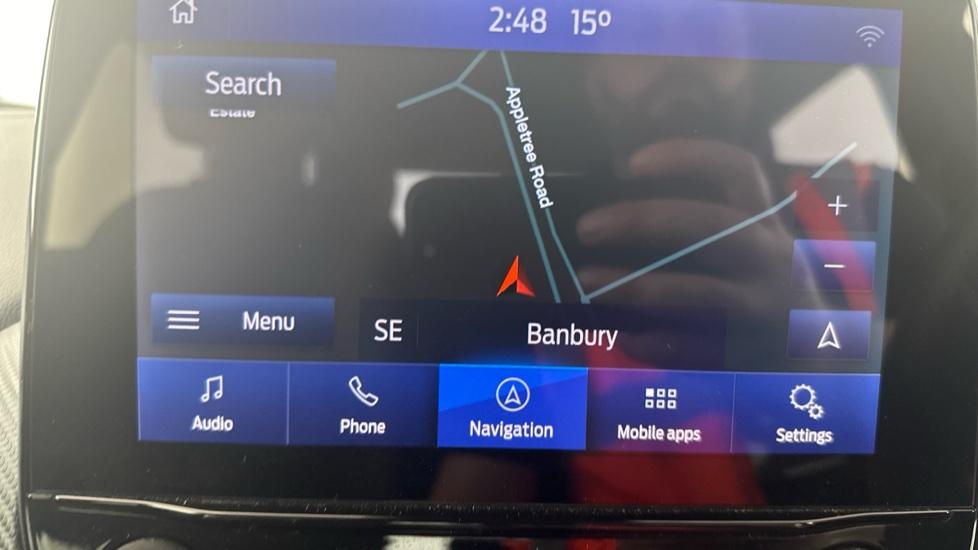 2:48 15°
Search
Estate
Appletree Road
+
−
Menu
SE
Banbury
Audio
Phone
Navigation
Mobile apps
Settings